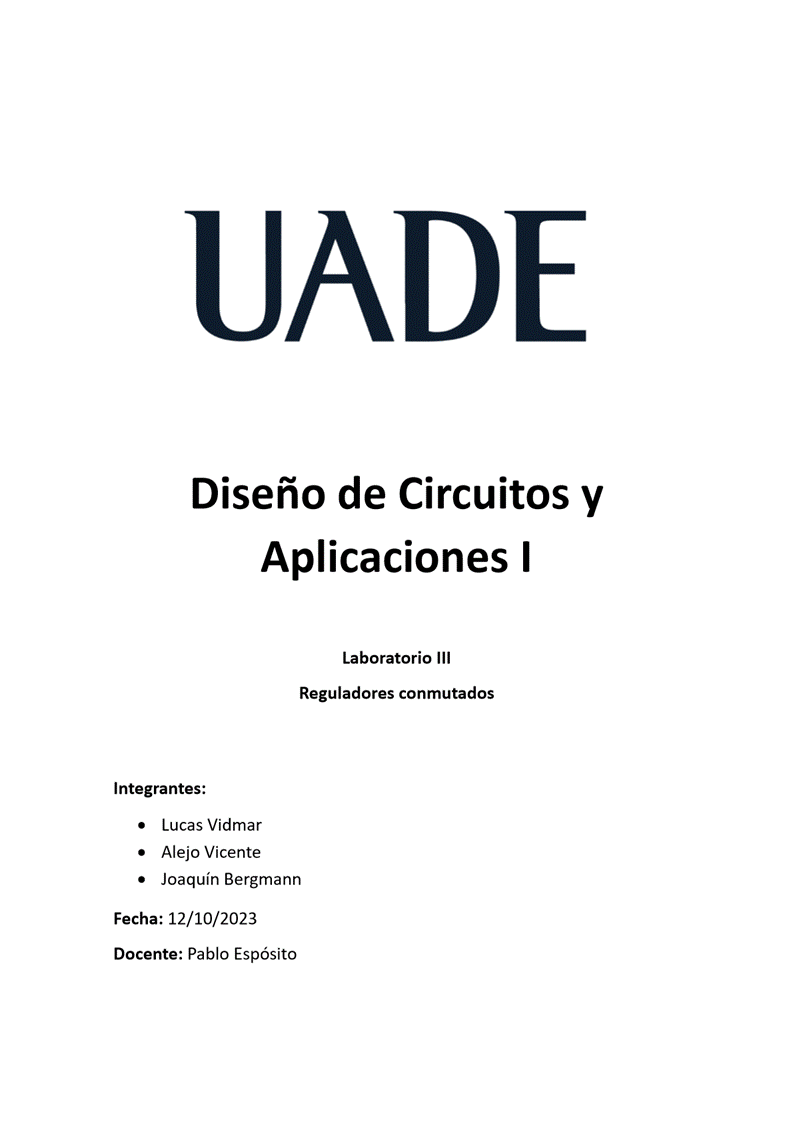 UADE
Diseño de Circuitos y
Aplicaciones I
Laboratorio III
Reguladores conmutados
Integrantes:
• Lucas Vidmar
• Alejo Vicente
• Joaquín Bergmann
Fecha: 12/10/2023
Docente: Pablo Espósito